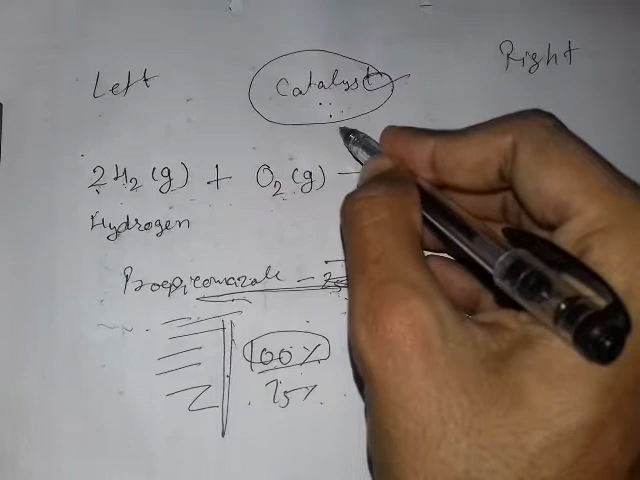 Left Catalyst Right
2H₂(g) + O₂(g) —
Hydrogen
100%
75%